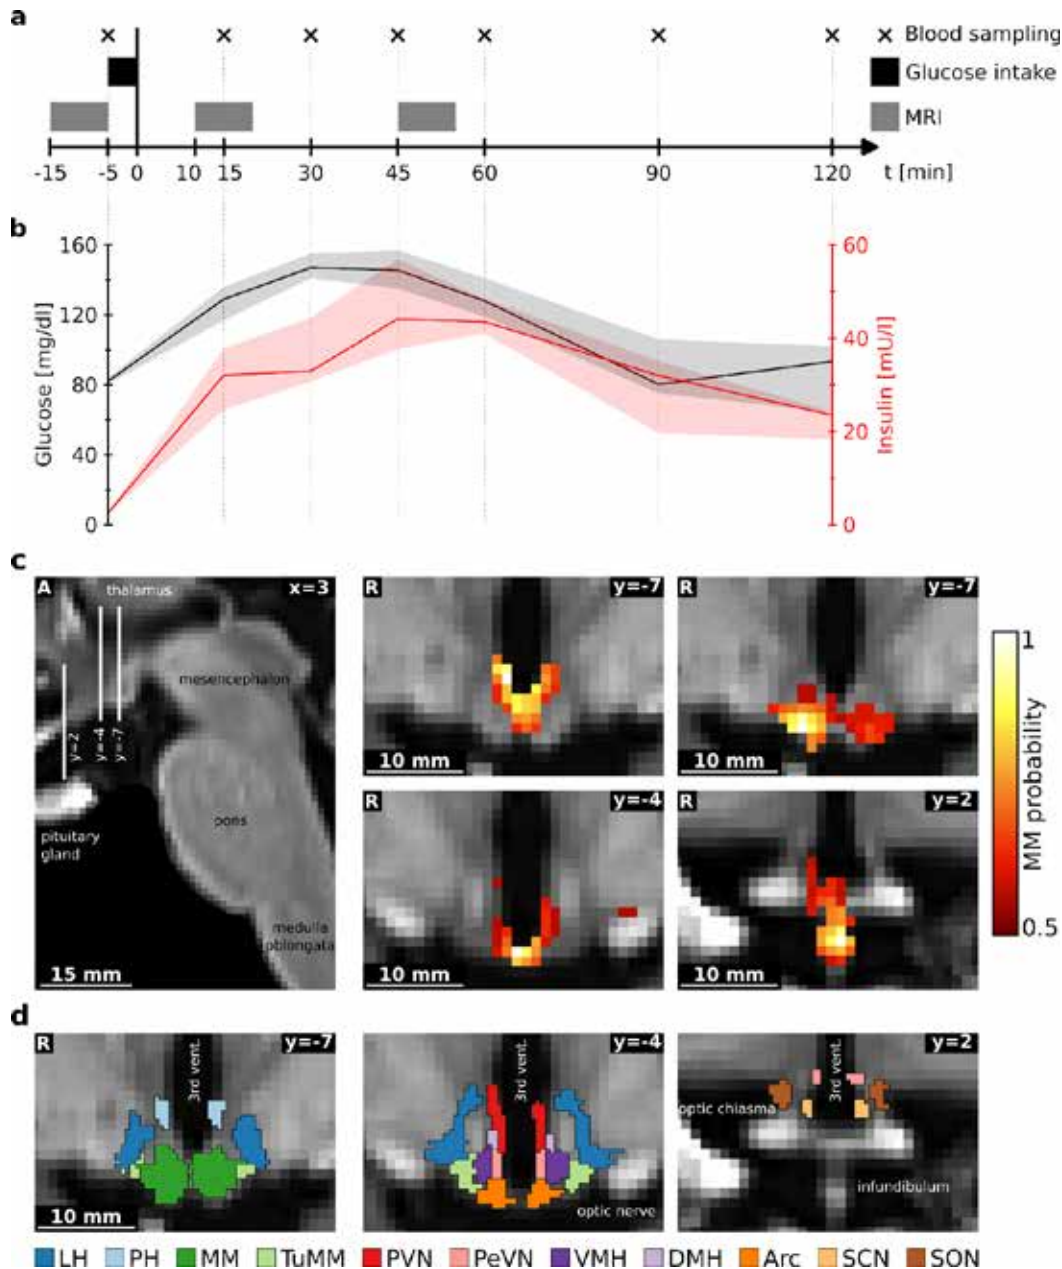 a
× × × × × × × × Blood sampling
Glucose intake
MRI
-15 -5 0 10 15 30 45 60 90 120 t [min]
b
160 60
120
40
80
20
40
0 0
Glucose [mg/dl]
Insulin [mU/l]
c
A x=3
thalamus
mesencephalon
y=2
y=-4
y=-7
pons
pituitary
gland
medulla
oblongata
15 mm
R y=-7
10 mm
R y=-7
10 mm
R y=-4
10 mm
R y=2
10 mm
1
MM probability
0.5
d
R y=-7
3rd vent.
10 mm
y=-4
3rd vent.
optic nerve
y=2
3rd vent.
optic chiasma
infundibulum
LH PH MM TuMM PVN PeVN VMH DMH Arc SCN SON